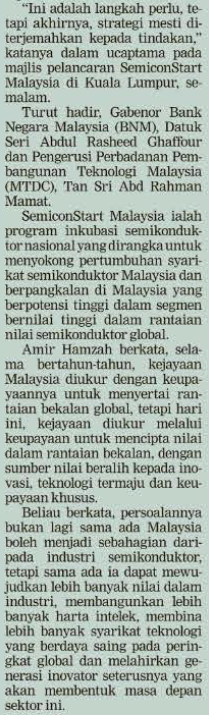 "Ini adalah langkah perlu, te-
tapi akhirnya, strategi mesti di-
terjemahkan kepada tindakan,"
katanya dalam ucaptama pada
majlis pelancaran SemiconStart
Malaysia di Kuala Lumpur, se-
malam.
Turut hadir, Gabenor Bank
Negara Malaysia (BNM), Datuk
Seri Abdul Rasheed Ghaffour
dan Pengerusi Perbadanan Pem-
bangunan Teknologi Malaysia
(MTDC), Tan Sri Abd Rahman
Mamat.
SemiconStart Malaysia ialah
program inkubasi semikonduk-
tor nasional yang dirangka untuk
menyokong pertumbuhan syari-
kat semikonduktor Malaysia dan
berpangkalan di Malaysia yang
berpotensi tinggi dalam segmen
bernilai tinggi dalam rantaian
nilai semikonduktor global.
Amir Hamzah berkata, sela-
ma bertahun-tahun, kejayaan
Malaysia diukur dengan keupa-
yaannya untuk menyertai ran-
taian bekalan global, tetapi hari
ini, kejayaan diukur melalui
keupayaan untuk mencipta nilai
dalam rantaian bekalan, dengan
sumber nilai beralih kepada ino-
vasi, teknologi termaju dan keu-
payaan khusus.
Beliau berkata, persoalannya
bukan lagi sama ada Malaysia
boleh menjadi sebahagian dari-
pada industri semikonduktor,
tetapi sama ada ia dapat mewu-
judkan lebih banyak nilai dalam
industri, membangunkan lebih
banyak harta intelek, membina
lebih banyak syarikat teknologi
yang berdaya saing pada pering-
kat global dan melahirkan ge-
nerasi inovator seterusnya yang
akan membentuk masa depan
sektor ini.